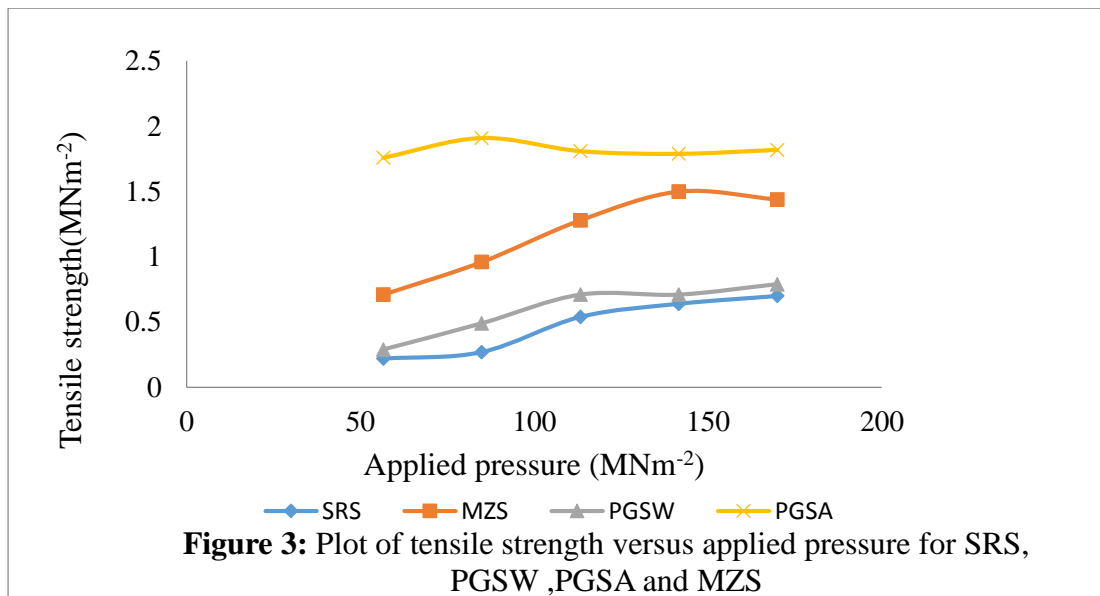 2.5
2
1.5
1
0.5
0
Tensile strength(MNm-2)
0 50 100 150 200
Applied pressure (MNm-2)
SRS MZS PGSW PGSA
Figure 3: Plot of tensile strength versus applied pressure for SRS,
PGSW ,PGSA and MZS